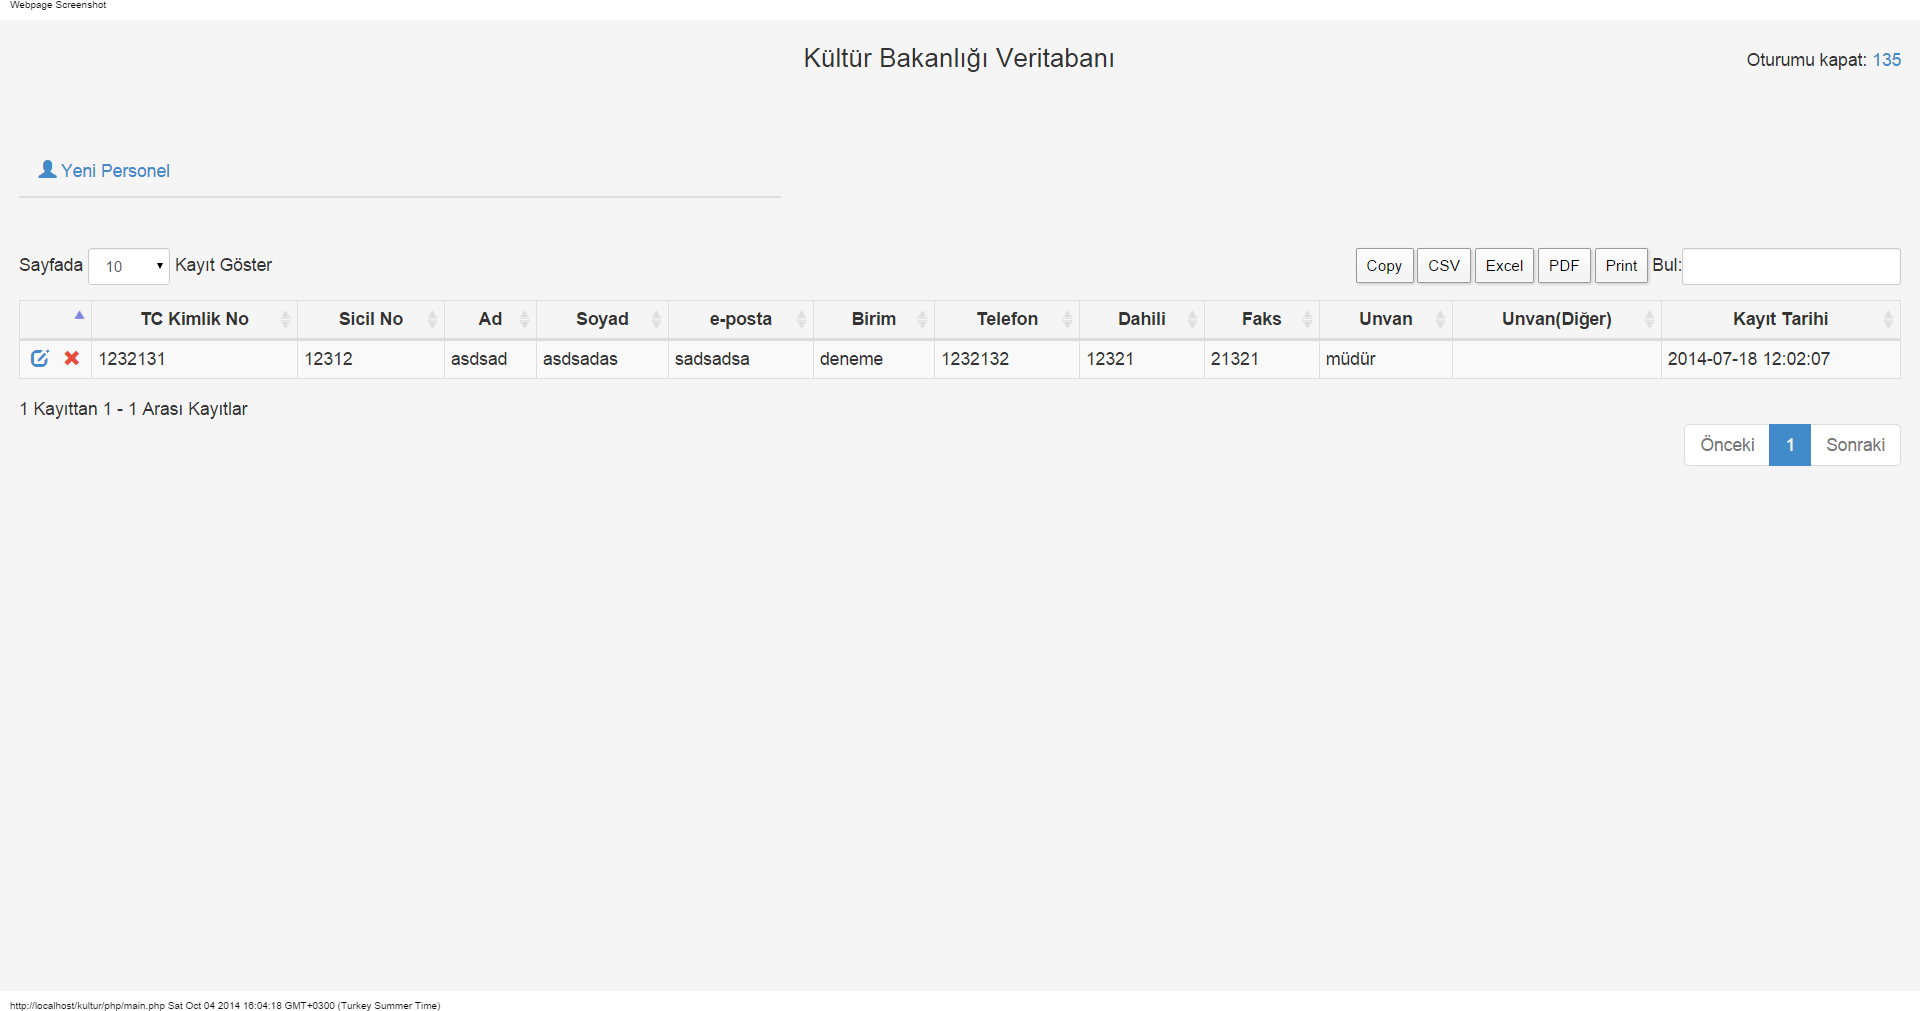 Webpage Screenshot
Kültür Bakanlığı Veritabanı
Oturumu kapat: 135
Yeni Personel
Sayfada 10 Kayıt Göster
Copy CSV Excel PDF Print Bul:
TC Kimlik No Sicil No Ad Soyad e-posta Birim Telefon Dahili Faks Unvan Unvan(Diğer) Kayıt Tarihi
1232131 12312 asdsad asdsadas sadsadsa deneme 1232132 12321 21321 müdür 2014-07-18 12:02:07
1 Kayıttan 1 - 1 Arası Kayıtlar
Önceki 1 Sonraki
http://localhost/kultur/php/main.php Sat Oct 04 2014 16:04:18 GMT+0300 (Turkey Summer Time)